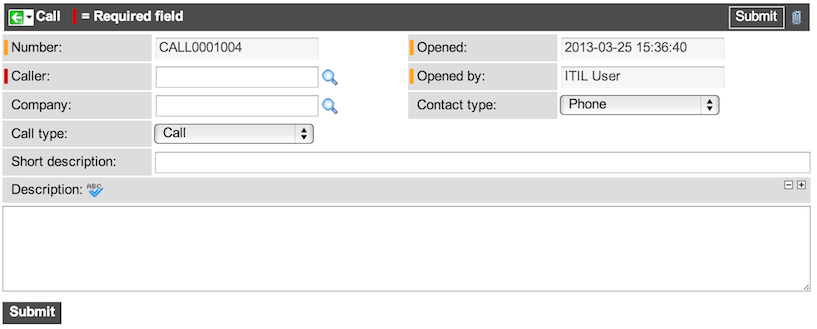 Call = Required field Submit
Number: CALL0001004 Opened: 2013-03-25 15:36:40
Caller: Opened by: ITIL User
Company: Contact type: Phone
Call type: Call
Short description:
Description: ABC
Submit